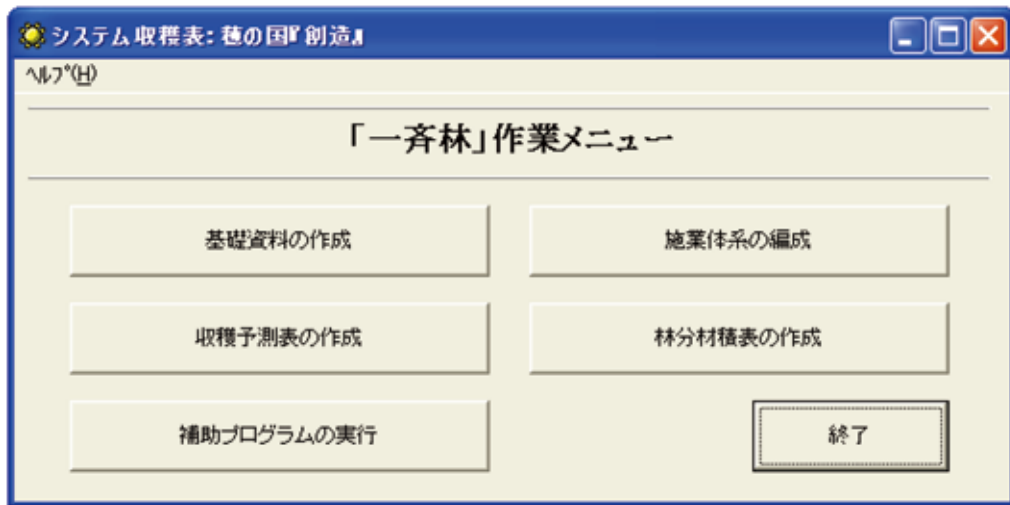 システム収穫表: 穂の国『創造』
ヘルプ(H)
「一斉林」作業メニュー
基礎資料の作成
施業体系の編成
収穫予測表の作成
林分材積表の作成
補助プログラムの実行
終了